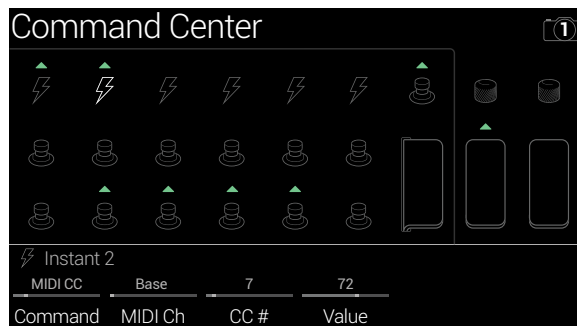 Command Center
1
Instant 2
MIDI CC Base 7 72
Command MIDI Ch CC # Value